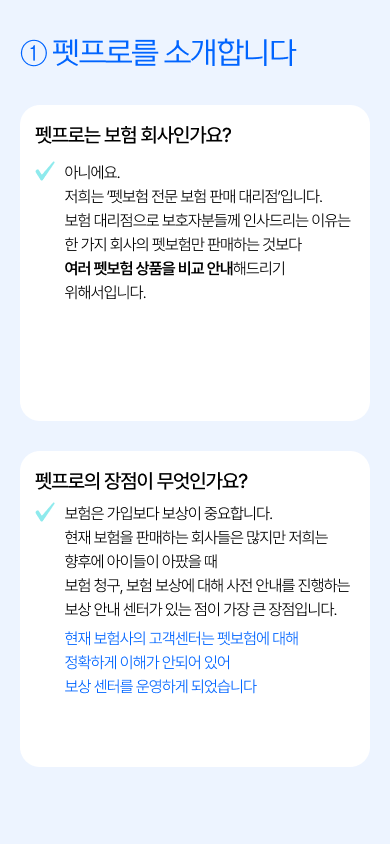 ① 펫프로를 소개합니다
펫프로는 보험 회사인가요?
아니에요.
저희는 '펫보험 전문 보험 판매 대리점'입니다.
보험 대리점으로 보호자분들께 인사드리는 이유는
한 가지 회사의 펫보험만 판매하는 것보다
여러 펫보험 상품을 비교 안내해드리기
위해서입니다.
펫프로의 장점이 무엇인가요?
보험은 가입보다 보상이 중요합니다.
현재 보험을 판매하는 회사들은 많지만 저희는
향후에 아이들이 아팠을 때
보험 청구, 보험 보상에 대해 사전 안내를 진행하는
보상 안내 센터가 있는 점이 가장 큰 장점입니다.
현재 보험사의 고객센터는 펫보험에 대해
정확하게 이해가 안되어 있어
보상 센터를 운영하게 되었습니다